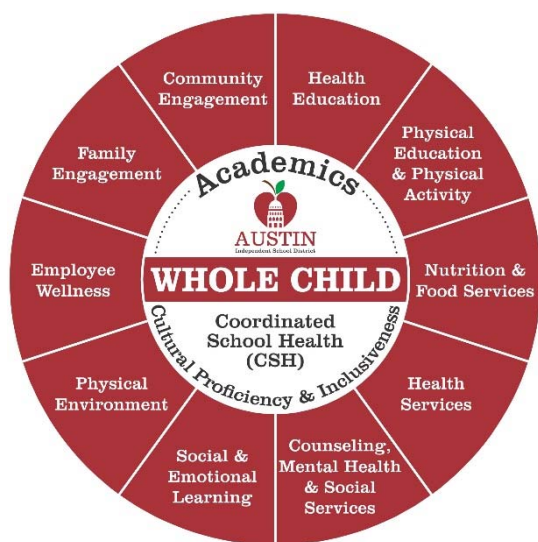 Community
Engagement
Health
Education
Physical
Education
& Physical
Activity
Nutrition &
Food Services
Health
Services
Counseling,
Mental Health
& Social
Services
Social &
Emotional
Learning
Physical
Environment
Employee
Wellness
Family
Engagement
Academics
AUSTIN
Independent School District
WHOLE CHILD
Coordinated
School Health
(CSH)
Cultural Proficiency & Inclusiveness